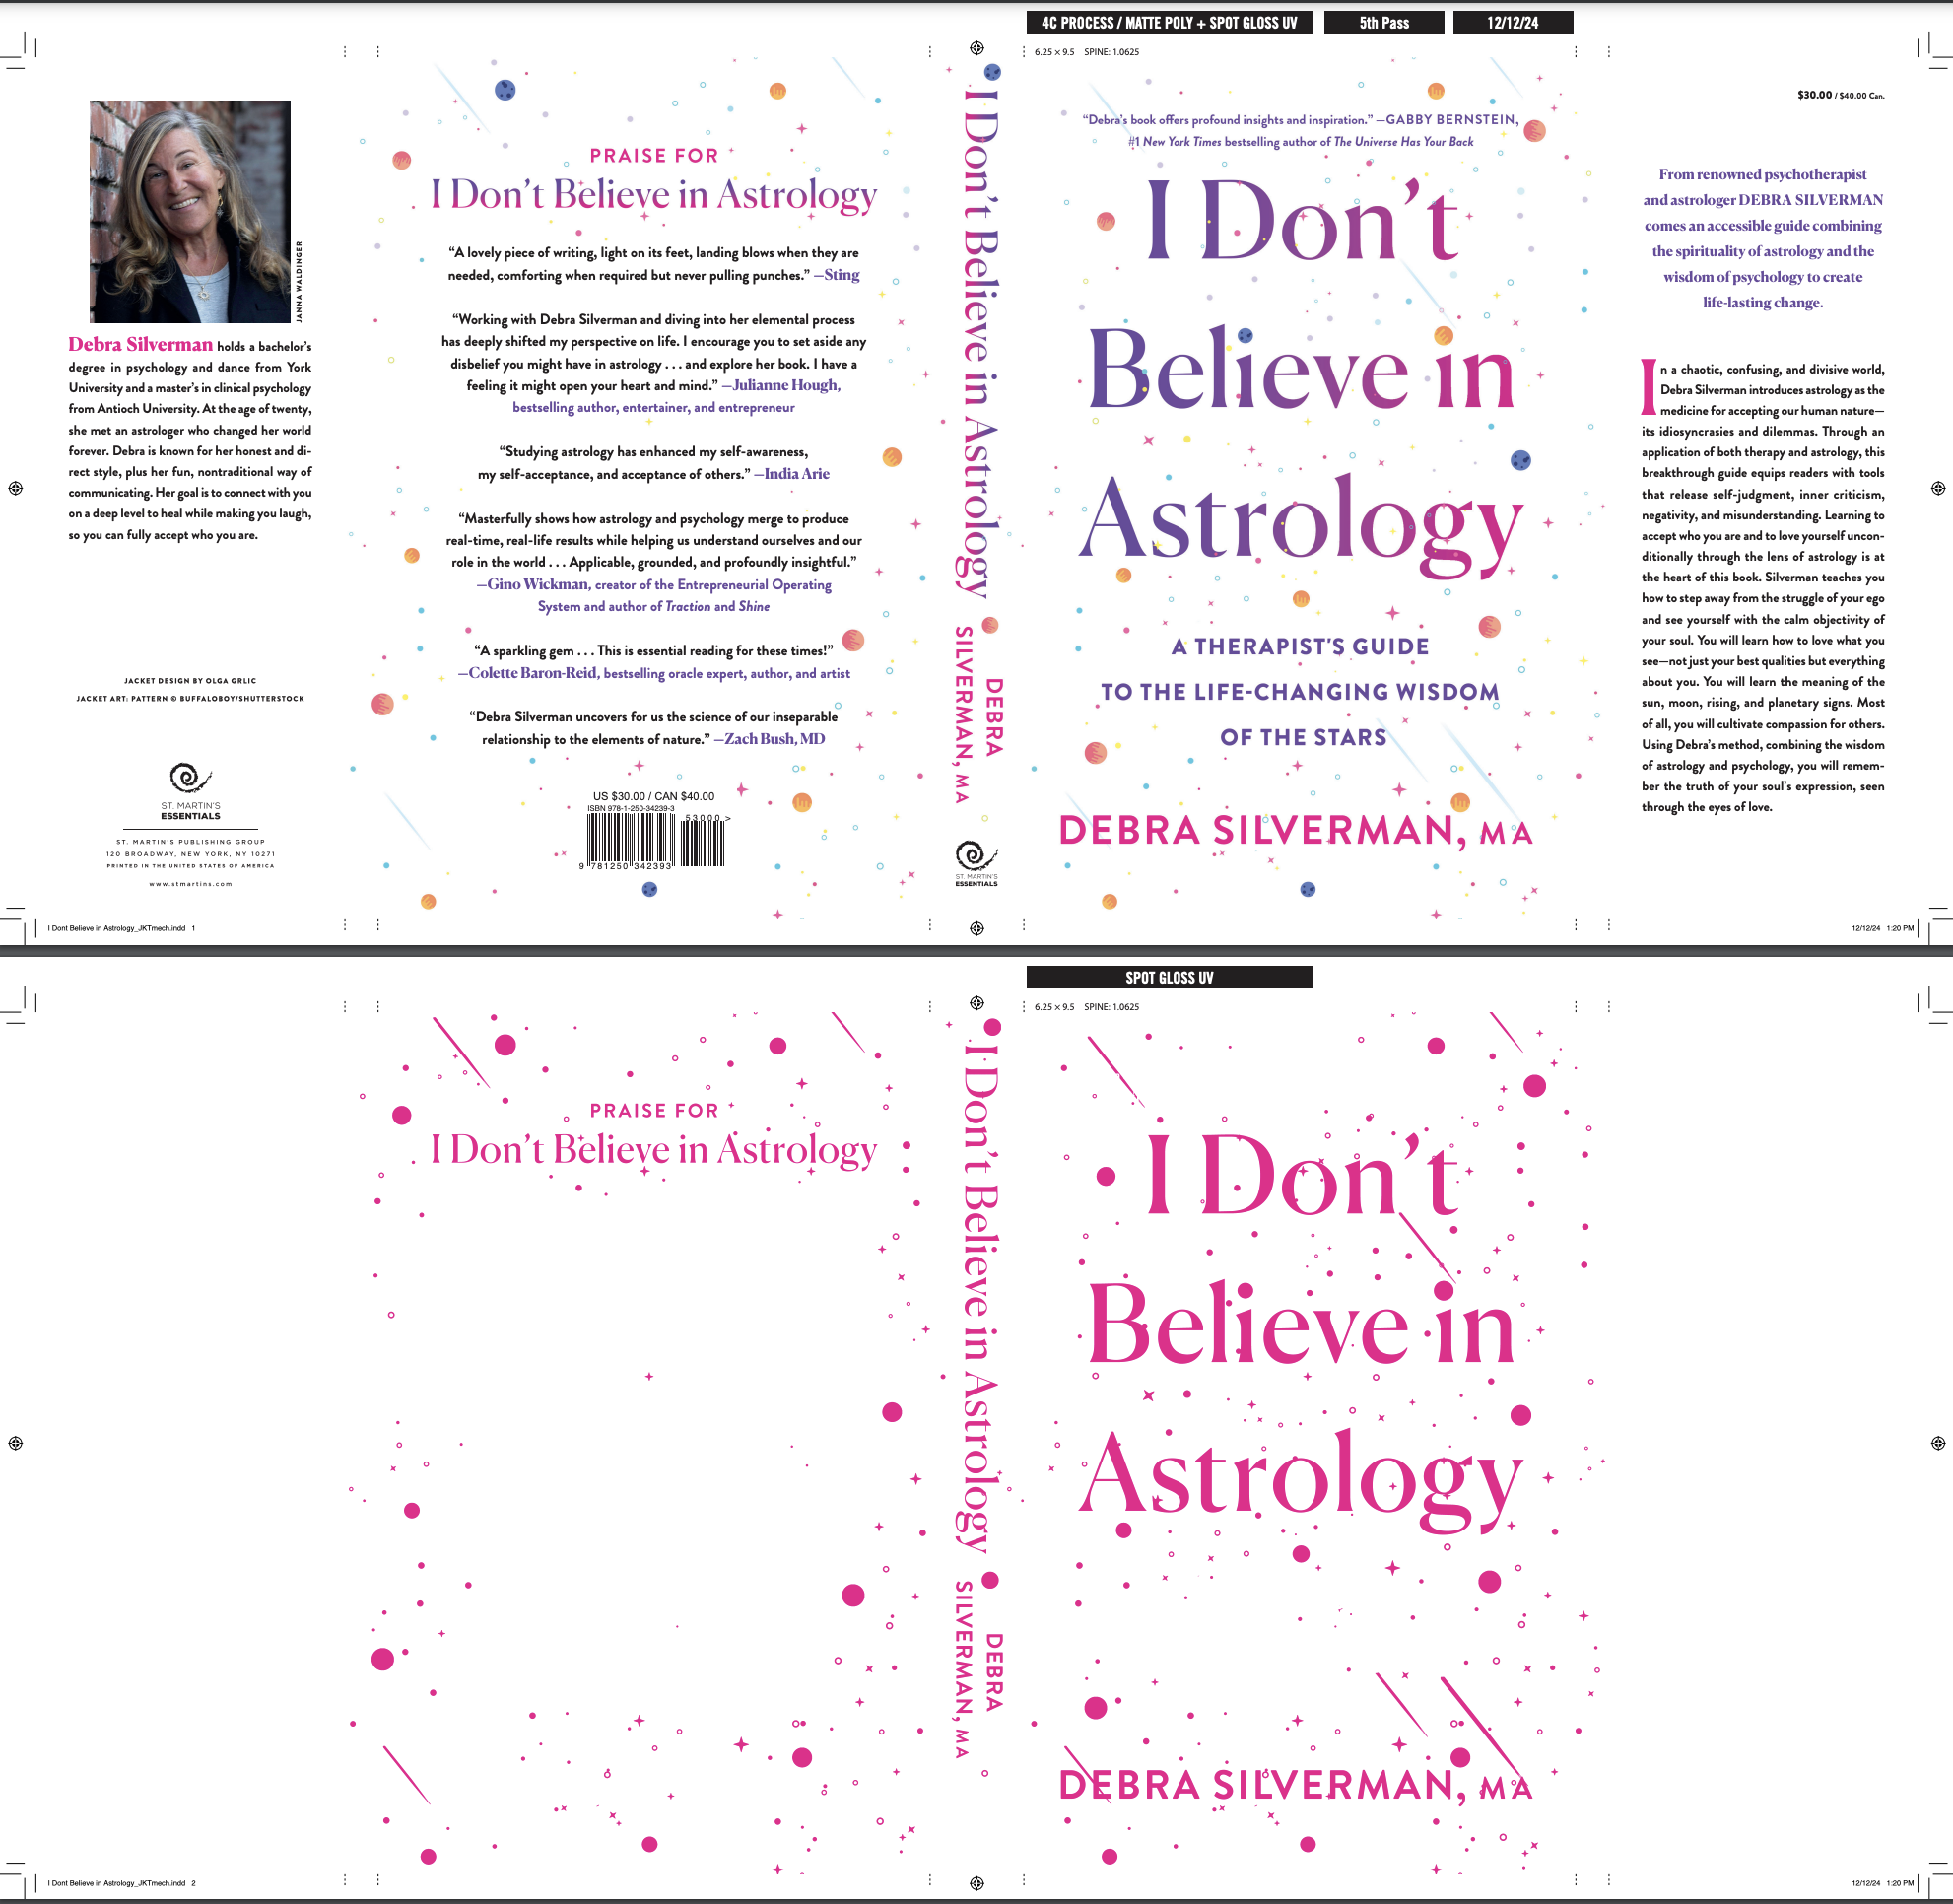 4C PROCESS / MATTE POLY + SPOT GLOSS UV
5th Pass
12/12/24
6.25 × 9.5 SPINE: 1.0625
JANNA WALDINGER
Debra Silverman holds a bachelor's
degree in psychology and dance from York
University and a master's in clinical psychology
from Antioch University. At the age of twenty,
she met an astrologer who changed her world
forever. Debra is known for her honest and di-
rect style, plus her fun, nontraditional way of
communicating. Her goal is to connect with you
on a deep level to heal while making you laugh,
so you can fully accept who you are.
JACKET DESIGN BY OLGA GRLIC
JACKET ART: PATTERN © BUFFALOBOY/SHUTTERSTOCK
ST. MARTIN'S
ESSENTIALS
ST. MARTIN'S PUBLISHING GROUP
120 BROADWAY, NEW YORK, NY 10271
PRINTED IN THE UNITED STATES OF AMERICA
www.stmartins.com
PRAISE FOR
I Don't Believe in Astrology
“A lovely piece of writing, light on its feet, landing blows when they are
needed, comforting when required but never pulling punches.” —Sting
“Working with Debra Silverman and diving into her elemental process
has deeply shifted my perspective on life. I encourage you to set aside any
disbelief you might have in astrology . . . and explore her book. I have a
feeling it might open your heart and mind.” —Julianne Hough,
bestselling author, entertainer, and entrepreneur
“Studying astrology has enhanced my self-awareness,
my self-acceptance, and acceptance of others.” —India Arie
“Masterfully shows how astrology and psychology merge to produce
real-time, real-life results while helping us understand ourselves and our
role in the world . . . Applicable, grounded, and profoundly insightful.”
—Gino Wickman, creator of the Entrepreneurial Operating
System and author of Traction and Shine
“A sparkling gem . . . This is essential reading for these times!”
—Colette Baron-Reid, bestselling oracle expert, author, and artist
“Debra Silverman uncovers for us the science of our inseparable
relationship to the elements of nature.” —Zach Bush, MD
US $30.00 / CAN $40.00
ISBN 978-1-250-34239-3
53000 >
9 781250 342393
I Don't Believe in Astrology
DEBRA
SILVERMAN, MA
ST. MARTIN'S
ESSENTIALS
“Debra's book offers profound insights and inspiration.” —GABBY BERNSTEIN,
#1 New York Times bestselling author of The Universe Has Your Back
I Don't
Believe in
Astrology
A THERAPIST'S GUIDE
TO THE LIFE-CHANGING WISDOM
OF THE STARS
DEBRA SILVERMAN, MA
$30.00 / $40.00 Can.
From renowned psychotherapist
and astrologer DEBRA SILVERMAN
comes an accessible guide combining
the spirituality of astrology and the
wisdom of psychology to create
life-lasting change.
In a chaotic, confusing, and divisive world,
Debra Silverman introduces astrology as the
medicine for accepting our human nature—
its idiosyncrasies and dilemmas. Through an
application of both therapy and astrology, this
breakthrough guide equips readers with tools
that release self-judgment, inner criticism,
negativity, and misunderstanding. Learning to
accept who you are and to love yourself uncon-
ditionally through the lens of astrology is at
the heart of this book. Silverman teaches you
how to step away from the struggle of your ego
and see yourself with the calm objectivity of
your soul. You will learn how to love what you
see—not just your best qualities but everything
about you. You will learn the meaning of the
sun, moon, rising, and planetary signs. Most
of all, you will cultivate compassion for others.
Using Debra's method, combining the wisdom
of astrology and psychology, you will remem-
ber the truth of your soul's expression, seen
through the eyes of love.
I Dont Believe in Astrology_JKTmech.indd 1
12/12/24 1:20 PM
SPOT GLOSS UV
6.25 × 9.5 SPINE: 1.0625
PRAISE FOR
I Don't Believe in Astrology
I Don't Believe in Astrology
DEBRA
SILVERMAN, MA
I Don't
Believe in
Astrology
DEBRA SILVERMAN, MA
I Dont Believe in Astrology_JKTmech.indd 2
12/12/24 1:20 PM